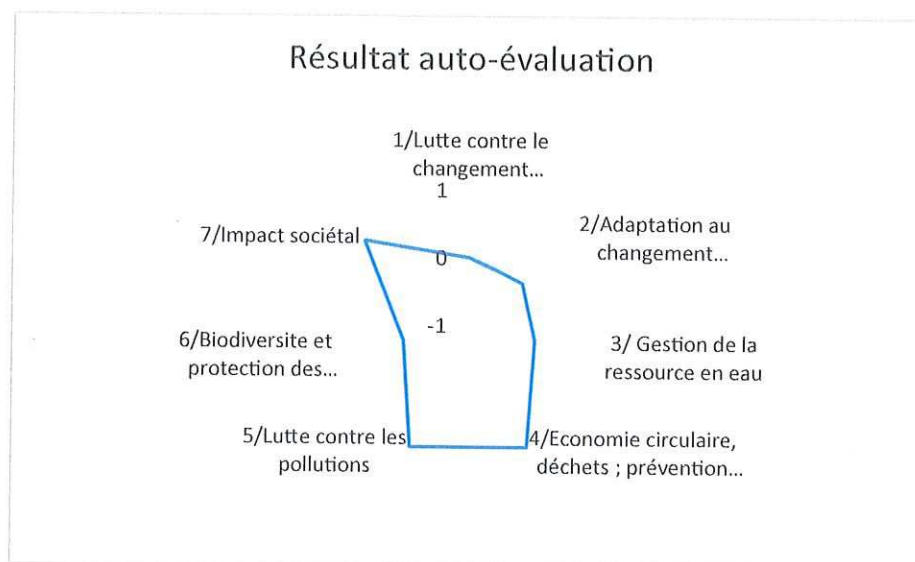 Résultat auto-évaluation
1/Lutte contre le
changement...
1
2/Adaptation au
changement...
7/Impact sociétal
0
-1
6/Biodiversite et
protection des...
3/ Gestion de la
ressource en eau
5/Lutte contre les
pollutions
4/Economie circulaire,
déchets ; prévention...